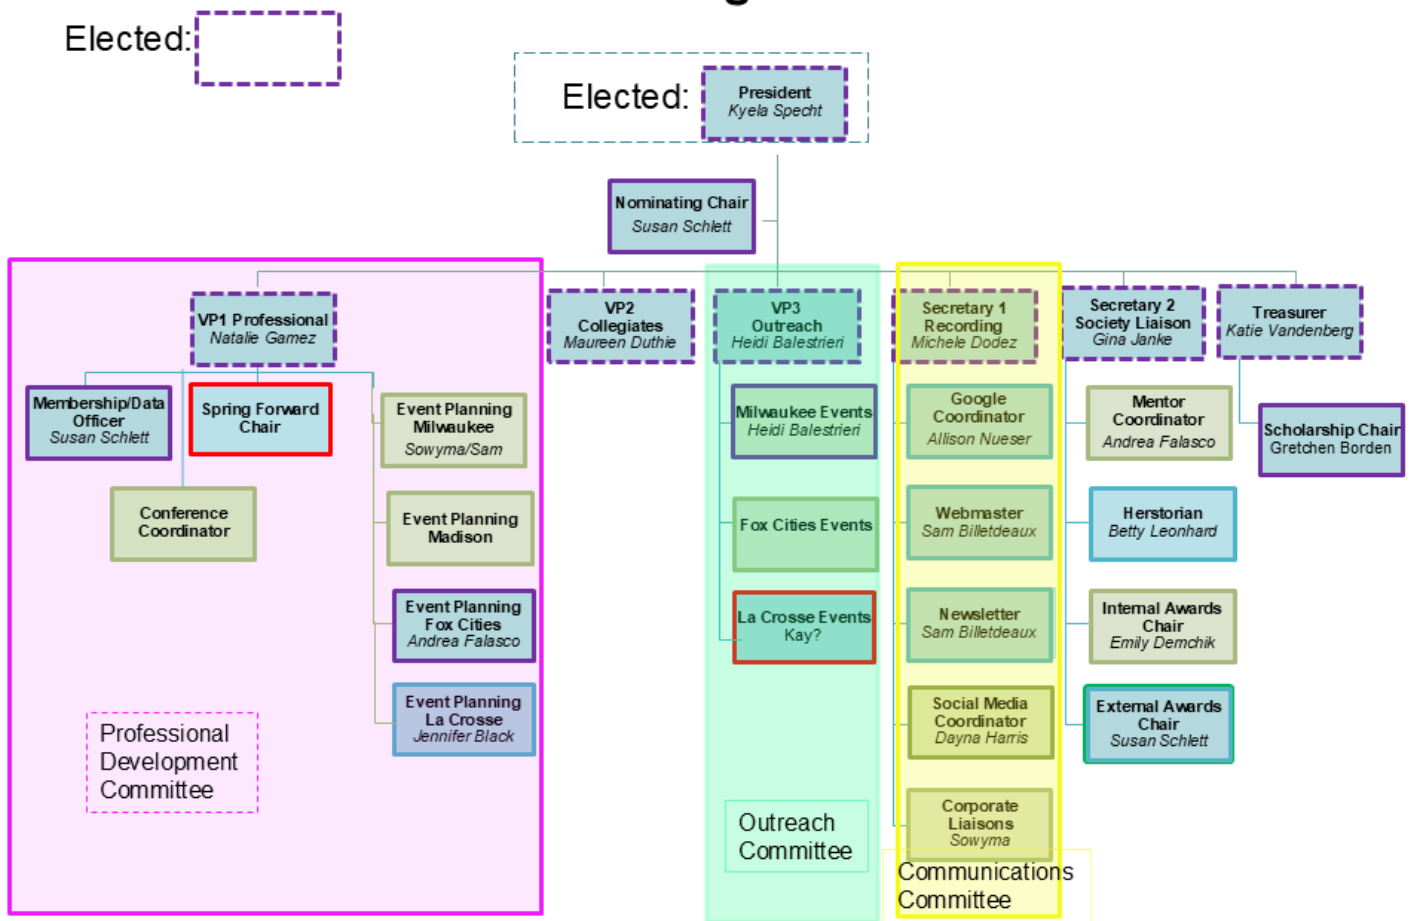 Elected:
Elected:
President
Kyela Specht
Nominating Chair
Susan Schlett
VP1 Professional
Natalie Gamez
VP2
Collegiates
Maureen Duthie
VP3
Outreach
Heidi Balestrieri
Secretary 1
Recording
Michele Dodez
Secretary 2
Society Liaison
Gina Janke
Treasurer
Katie Vandenberg
Membership/Data
Officer
Susan Schlett
Spring Forward
Chair
Event Planning
Milwaukee
Sowyma/Sam
Conference
Coordinator
Event Planning
Madison
Event Planning
Fox Cities
Andrea Falasco
Event Planning
La Crosse
Jennifer Black
Professional
Development
Committee
Milwaukee Events
Heidi Balestrieri
Fox Cities Events
La Crosse Events
Kay?
Outreach
Committee
Google
Coordinator
Allison Nueser
Webmaster
Sam Billetdeaux
Newsletter
Sam Billetdeaux
Social Media
Coordinator
Dayna Harris
Corporate
Liaisons
Sowyma
Communications
Committee
Mentor
Coordinator
Andrea Falasco
Herstorian
Betty Leonhard
Internal Awards
Chair
Emily Demchik
External Awards
Chair
Susan Schlett
Scholarship Chair
Gretchen Borden